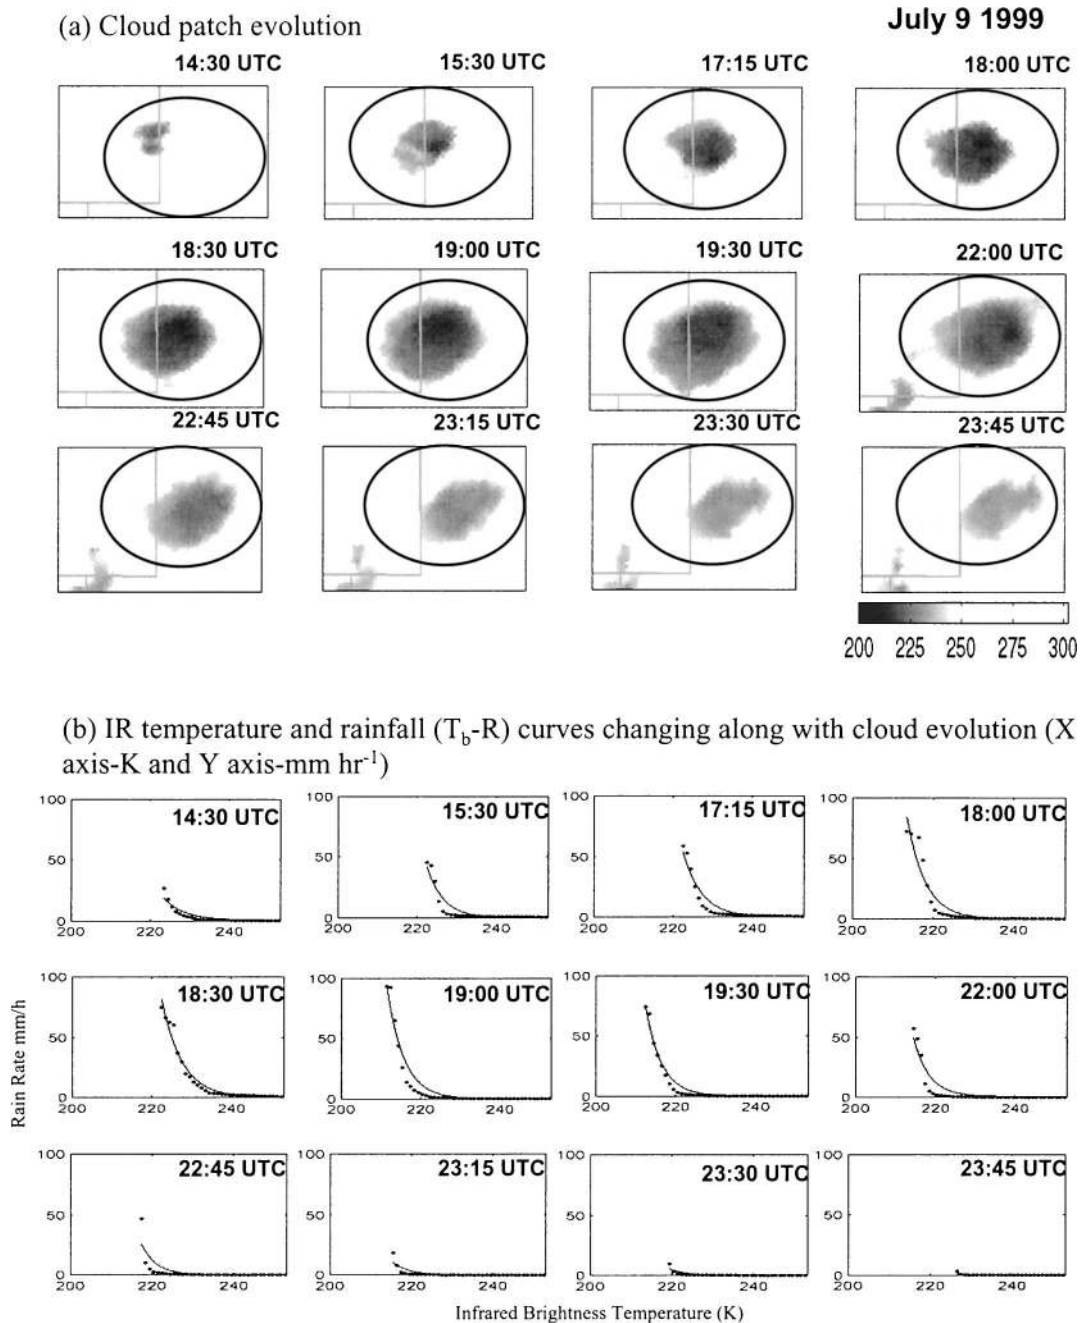 (a) Cloud patch evolution
July 9 1999
14:30 UTC 15:30 UTC 17:15 UTC 18:00 UTC
18:30 UTC 19:00 UTC 19:30 UTC 22:00 UTC
22:45 UTC 23:15 UTC 23:30 UTC 23:45 UTC
200 225 250 275 300
(b) IR temperature and rainfall (Tb-R) curves changing along with cloud evolution (X
axis-K and Y axis-mm hr-1)
100 100 100 100
14:30 UTC 15:30 UTC 17:15 UTC 18:00 UTC
50 50 50 50
0 0 0 0
200 220 240 200 220 240 200 220 240 200 220 240
100 100 100 100
18:30 UTC 19:00 UTC 19:30 UTC 22:00 UTC
50 50 50 50
0 0 0 0
200 220 240 200 220 240 200 220 240 200 220 240
Rain Rate mm/h
100 100 100 100
22:45 UTC 23:15 UTC 23:30 UTC 23:45 UTC
50 50 50 50
0 0 0 0
200 220 240 200 220 240 200 220 240 200 220 240
Infrared Brightness Temperature (K)